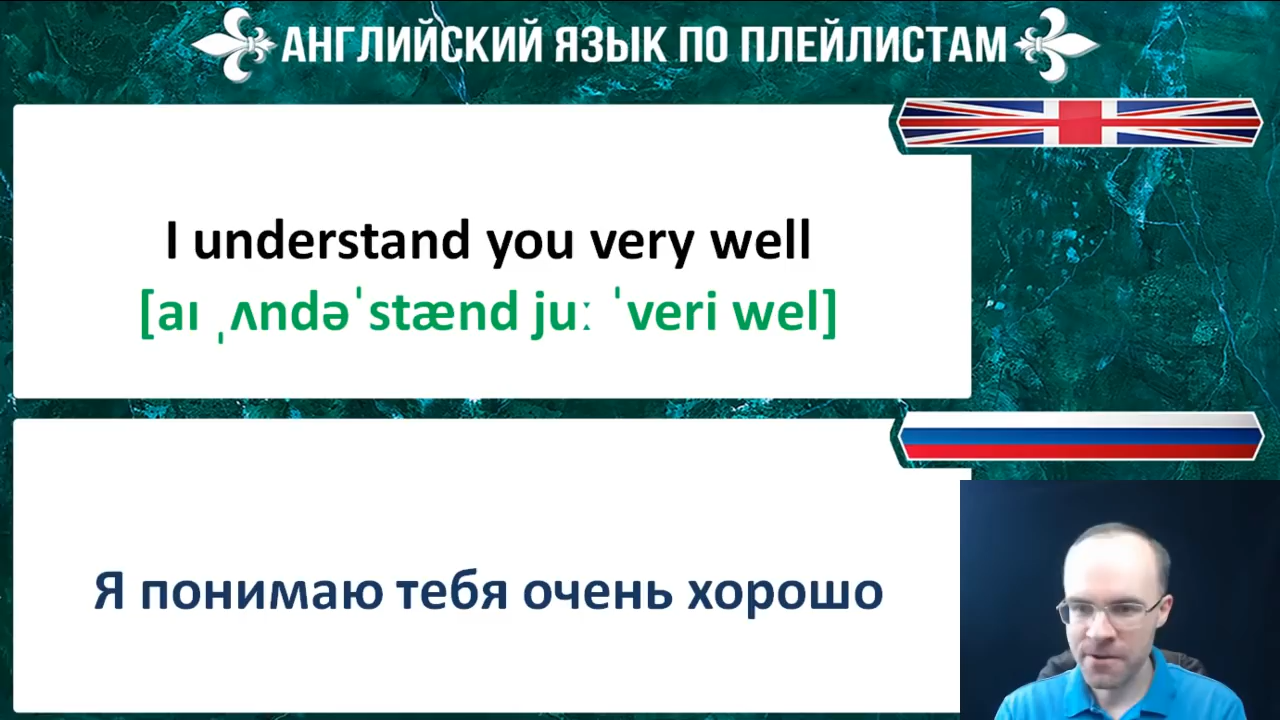 АНГЛИЙСКИЙ ЯЗЫК ПО ПЛЕЙЛИСТАМ
I understand you very well
[aɪ ˌʌndəˈstænd juː ˈveri wel]
Я понимаю тебя очень хорошо